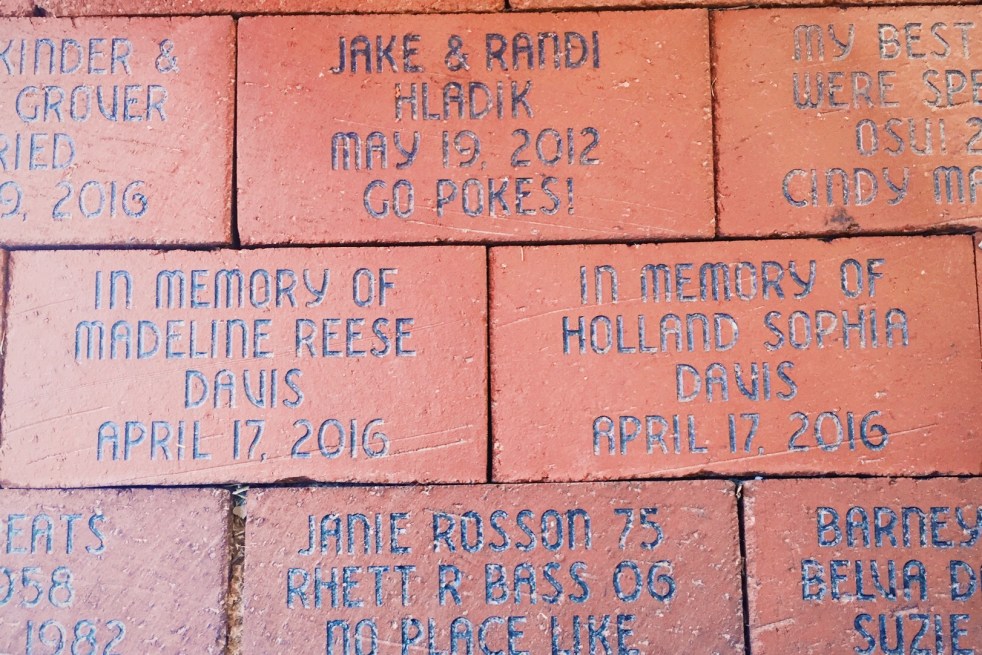 KINDER &
GROVER
RIED
9, 2016
JAKE & RANDI
HLADIK
MAY 19, 2012
GO POKES!
MY BEST
WERE SPE
OSU! 2
CINDY MA
IN MEMORY OF
MADELINE REESE
DAVIS
APRIL 17, 2016
IN MEMORY OF
HOLLAND SOPHIA
DAVIS
APRIL 17, 2016
EATS
958
1982
JANIE ROSSON 75
RHETT R BASS 06
NO PLACE LIKE
BARNEY
BELVA D
SUZIE